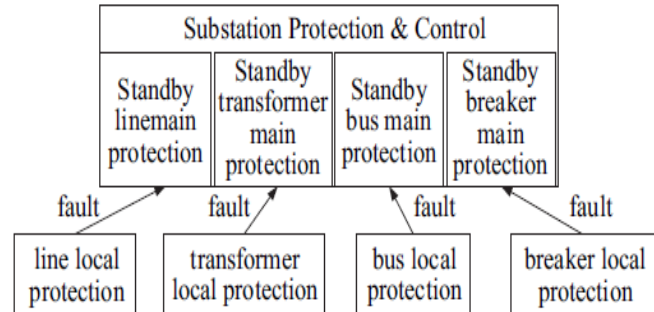 Substation Protection & Control
Standby
linemain
protection
Standby
transformer
main
protection
Standby
bus main
protection
Standby
breaker
main
protection
fault
fault
fault
fault
line local
protection
transformer
local protection
bus local
protection
breaker local
protection